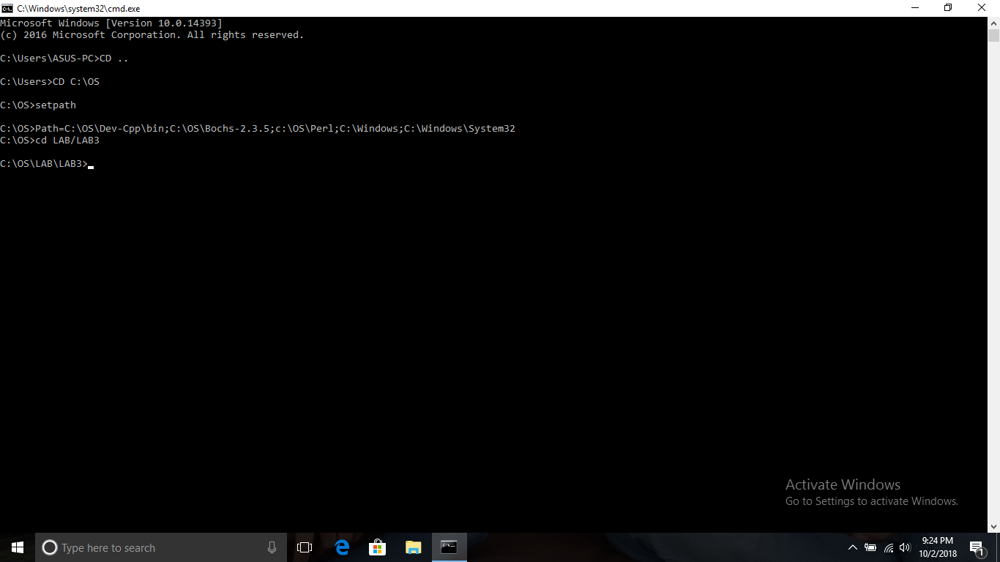 C:\Windows\system32\cmd.exe
Microsoft Windows [Version 10.0.14393]
(c) 2016 Microsoft Corporation. All rights reserved.
C:\Users\ASUS-PC>CD ..
C:\Users>CD C:\OS
C:\OS>setpath
C:\OS>Path=C:\OS\Dev-Cpp\bin;C:\OS\Bochs-2.3.5;c:\OS\Perl;C:\Windows;C:\Windows\System32
C:\OS>cd LAB/LAB3
C:\OS\LAB\LAB3>
Activate Windows
Go to Settings to activate Windows.
Type here to search
9:24 PM
10/2/2018
1